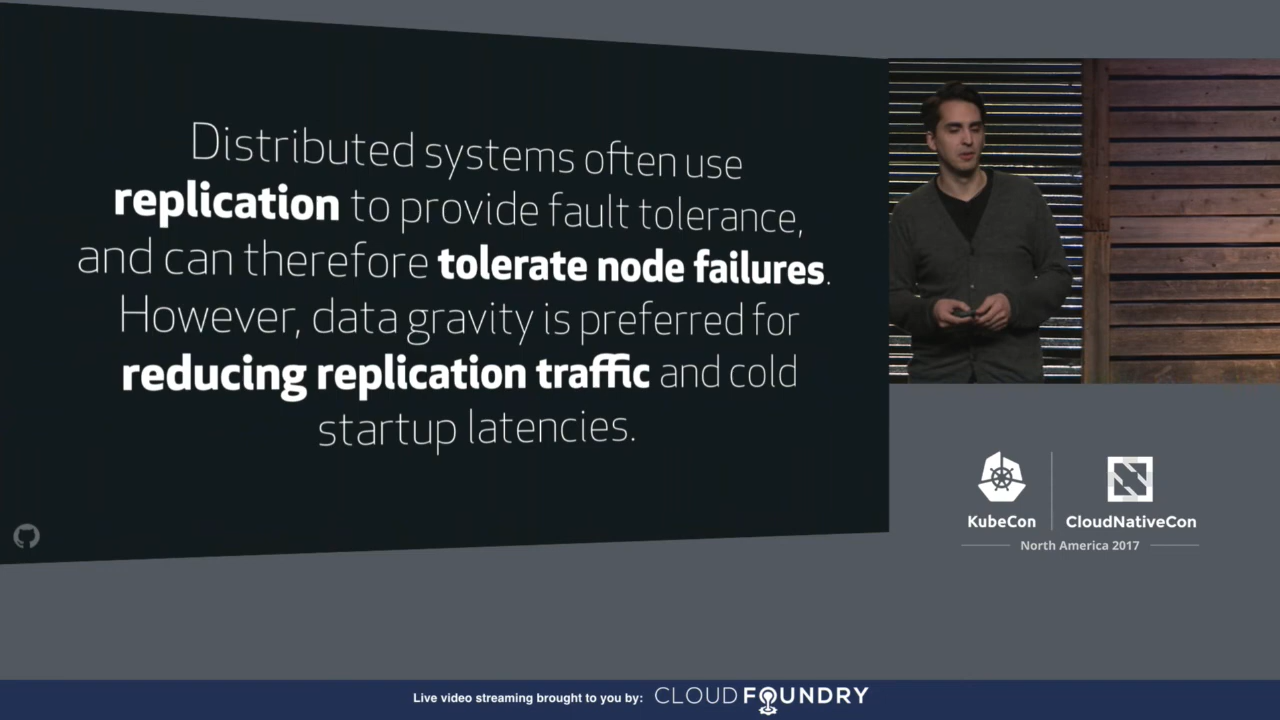 Distributed systems often use
replication to provide fault tolerance,
and can therefore tolerate node failures.
However, data gravity is preferred for
reducing replication traffic and cold
startup latencies.
KubeCon
CloudNativeCon
North America 2017
Live video streaming brought to you by: CLOUD FOUNDRY